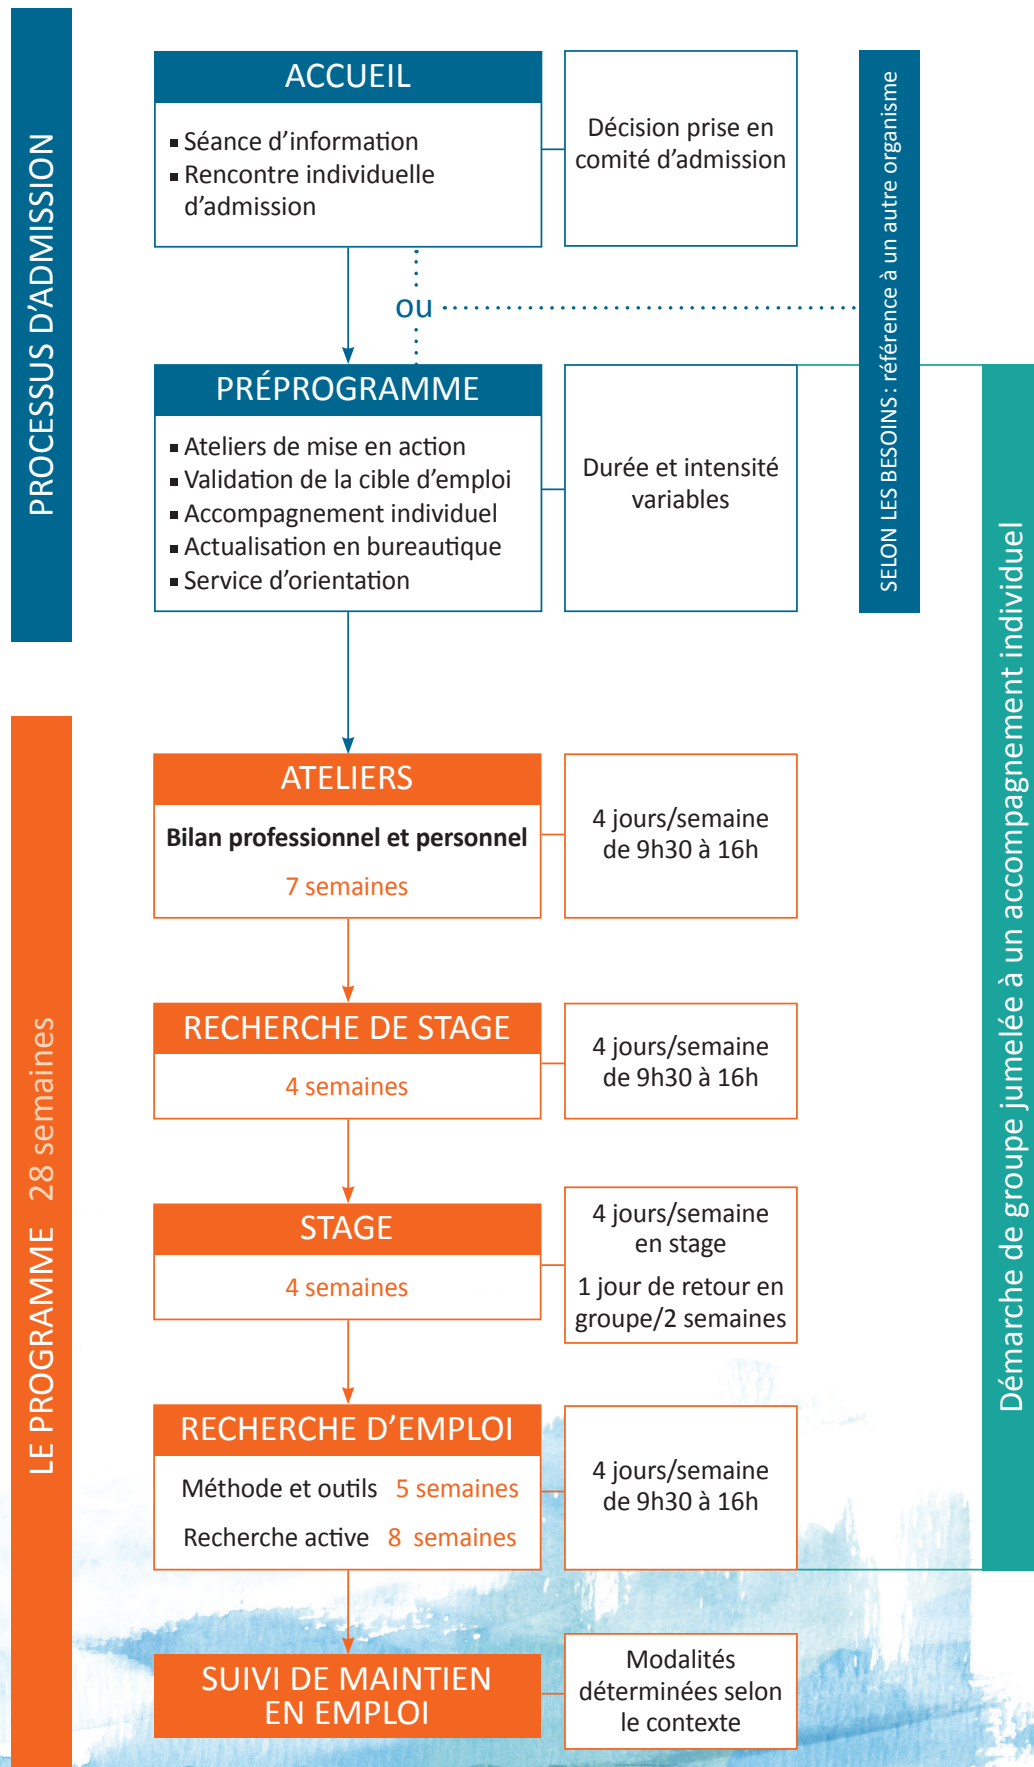 PROCESSUS D'ADMISSION
ACCUEIL
▪ Séance d'information
▪ Rencontre individuelle
d'admission
Décision prise en
comité d'admission
ou
SELON LES BESOINS : référence à un autre organisme
PRÉPROGRAMME
▪ Ateliers de mise en action
▪ Validation de la cible d'emploi
▪ Accompagnement individuel
▪ Actualisation en bureautique
▪ Service d'orientation
Durée et intensité
variables
Démarche de groupe jumelée à un accompagnement individuel
LE PROGRAMME 28 semaines
ATELIERS
Bilan professionnel et personnel
7 semaines
4 jours/semaine
de 9h30 à 16h
RECHERCHE DE STAGE
4 semaines
4 jours/semaine
de 9h30 à 16h
STAGE
4 semaines
4 jours/semaine
en stage
1 jour de retour en
groupe/2 semaines
RECHERCHE D'EMPLOI
Méthode et outils 5 semaines
Recherche active 8 semaines
4 jours/semaine
de 9h30 à 16h
SUIVI DE MAINTIEN
EN EMPLOI
Modalités
déterminées selon
le contexte